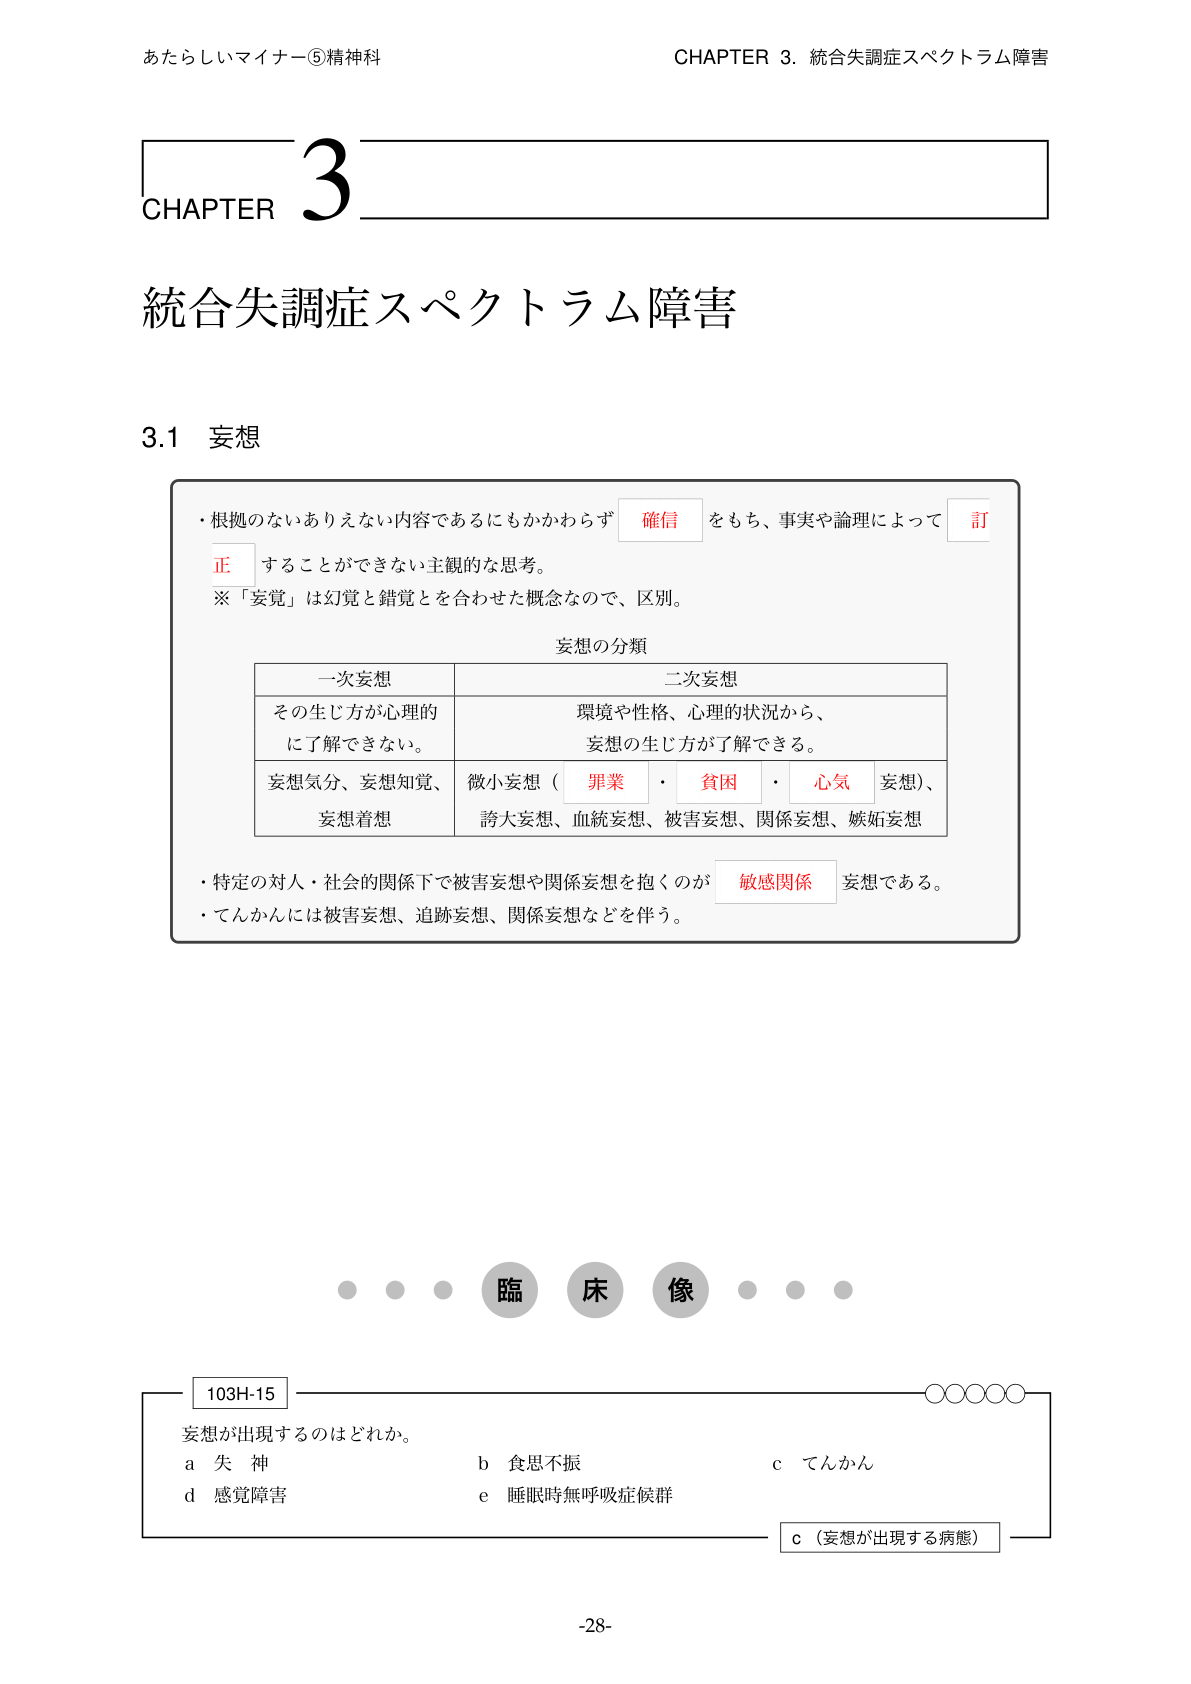 あたらしいマイナー⑤精神科 CHAPTER 3. 統合失調症スペクトラム障害
CHAPTER 3
統合失調症スペクトラム障害
3.1 妄想
・根拠のないありえない内容であるにもかかわらず 確信 をもち、事実や論理によって 訂
正 することができない主観的な思考。
※「妄覚」は幻覚と錯覚とを合わせた概念なので、区別。
妄想の分類
一次妄想 二次妄想
その生じ方が心理的 環境や性格、心理的状況から、
に了解できない。 妄想の生じ方が了解できる。
妄想気分、妄想知覚、 微小妄想（ 罪業 ・ 貧困 ・ 心気 妄想）、
妄想着想 誇大妄想、血統妄想、被害妄想、関係妄想、嫉妬妄想
・特定の対人・社会的関係下で被害妄想や関係妄想を抱くのが 敏感関係 妄想である。
・てんかんには被害妄想、追跡妄想、関係妄想などを伴う。
臨 床 像
103H-15
妄想が出現するのはどれか。
a 失 神 b 食思不振 c てんかん
d 感覚障害 e 睡眠時無呼吸症候群
c （妄想が出現する病態）
-28-